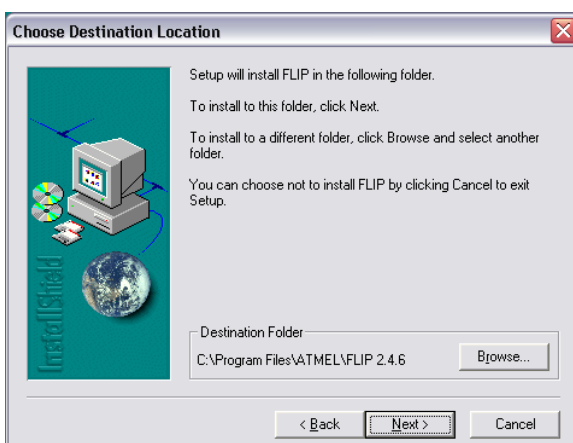 Choose Destination Location
Setup will install FLIP in the following folder.
To install to this folder, click Next.
To install to a different folder, click Browse and select another
folder.
You can choose not to install FLIP by clicking Cancel to exit
Setup.
InstallShield
Destination Folder
C:\Program Files\ATMEL\FLIP 2.4.6
Browse...
< Back
Next >
Cancel